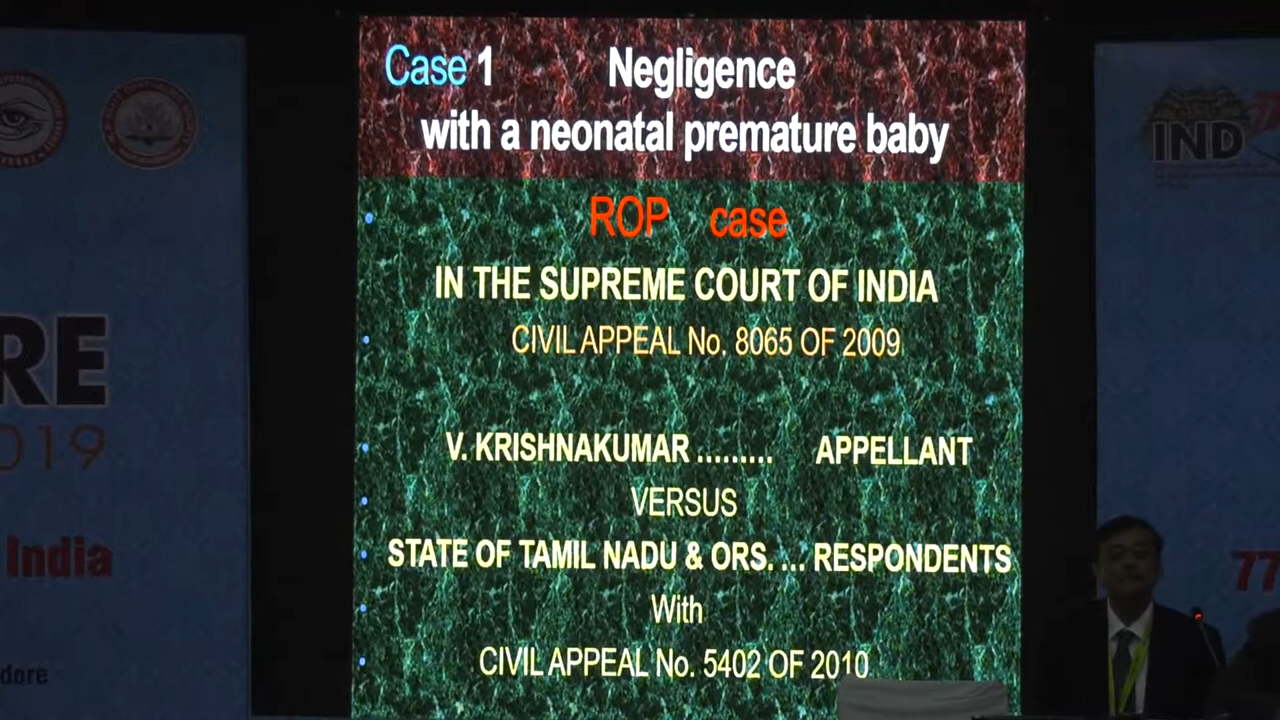 Case 1 Negligence
with a neonatal premature baby
ROP case
IN THE SUPREME COURT OF INDIA
CIVIL APPEAL No. 8065 OF 2009
V. KRISHNAKUMAR ......... APPELLANT
VERSUS
STATE OF TAMIL NADU & ORS. ... RESPONDENTS
With
CIVIL APPEAL No. 5402 OF 2010
RE
019
India
dore
IND
77